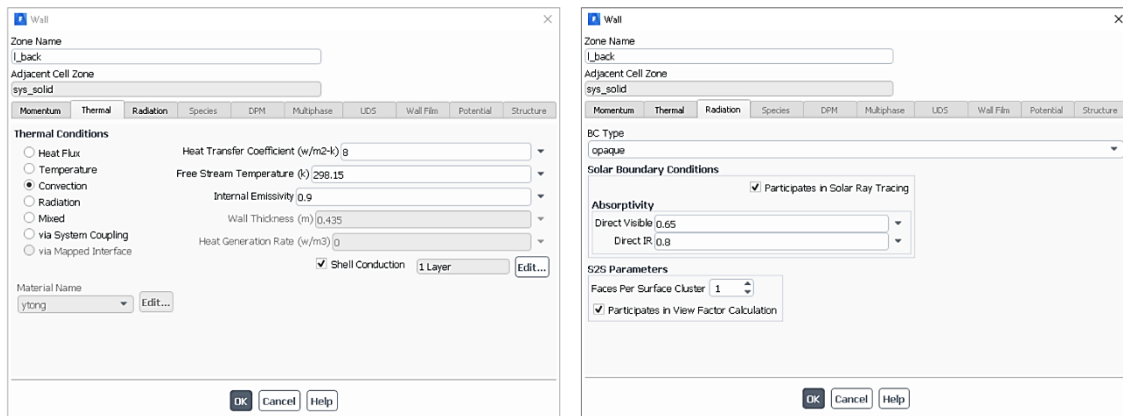 Wall
Zone Name
l_back
Adjacent Cell Zone
sys_solid
Momentum Thermal Radiation Species DPM Multiphase UDS Wall Film Potential Structure
Thermal Conditions
Heat Flux
Temperature
Convection
Radiation
Mixed
via System Coupling
via Mapped Interface
Heat Transfer Coefficient (w/m2-k) 8
Free Stream Temperature (k) 298.15
Internal Emissivity 0.9
Wall Thickness (m) 0.435
Heat Generation Rate (w/m3) 0
Shell Conduction 1 Layer Edit...
Material Name
ytong Edit...
OK Cancel Help
Wall
Zone Name
l_back
Adjacent Cell Zone
sys_solid
Momentum Thermal Radiation Species DPM Multiphase UDS Wall Film Potential Structure
BC Type
opaque
Solar Boundary Conditions
Participates in Solar Ray Tracing
Absorptivity
Direct Visible 0.65
Direct IR 0.8
S2S Parameters
Faces Per Surface Cluster 1
Participates in View Factor Calculation
OK Cancel Help